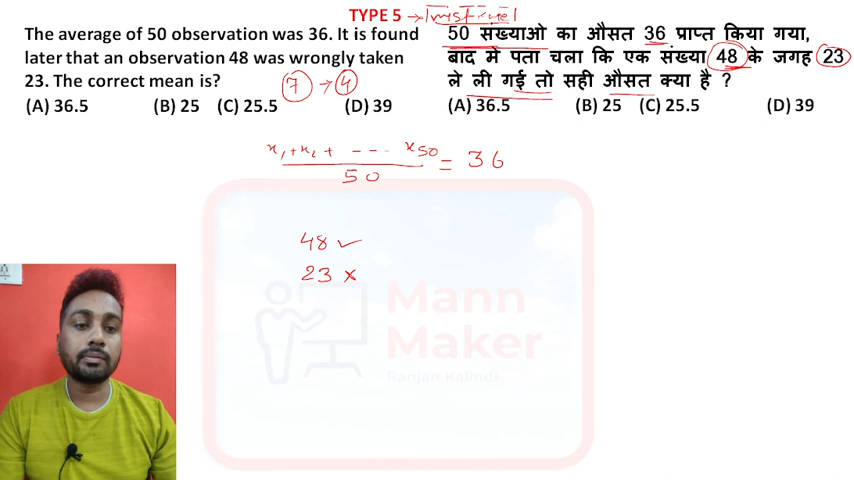 TYPE 5 → Mistake
The average of 50 observation was 36. It is found
later that an observation 48 was wrongly taken
23. The correct mean is? 7 → 4
(A) 36.5 (B) 25 (C) 25.5 (D) 39
50 संख्याओ का औसत 36 प्राप्त किया गया,
बाद मे पता चला कि एक संख्या 48 के जगह 23
ले ली गई तो सही औसत क्या है ?
(A) 36.5 (B) 25 (C) 25.5 (D) 39
x₁+x₂+ --- x50
50
= 36
48 ✓
23 ×
Mann
Maker
Ranjan Kalindi